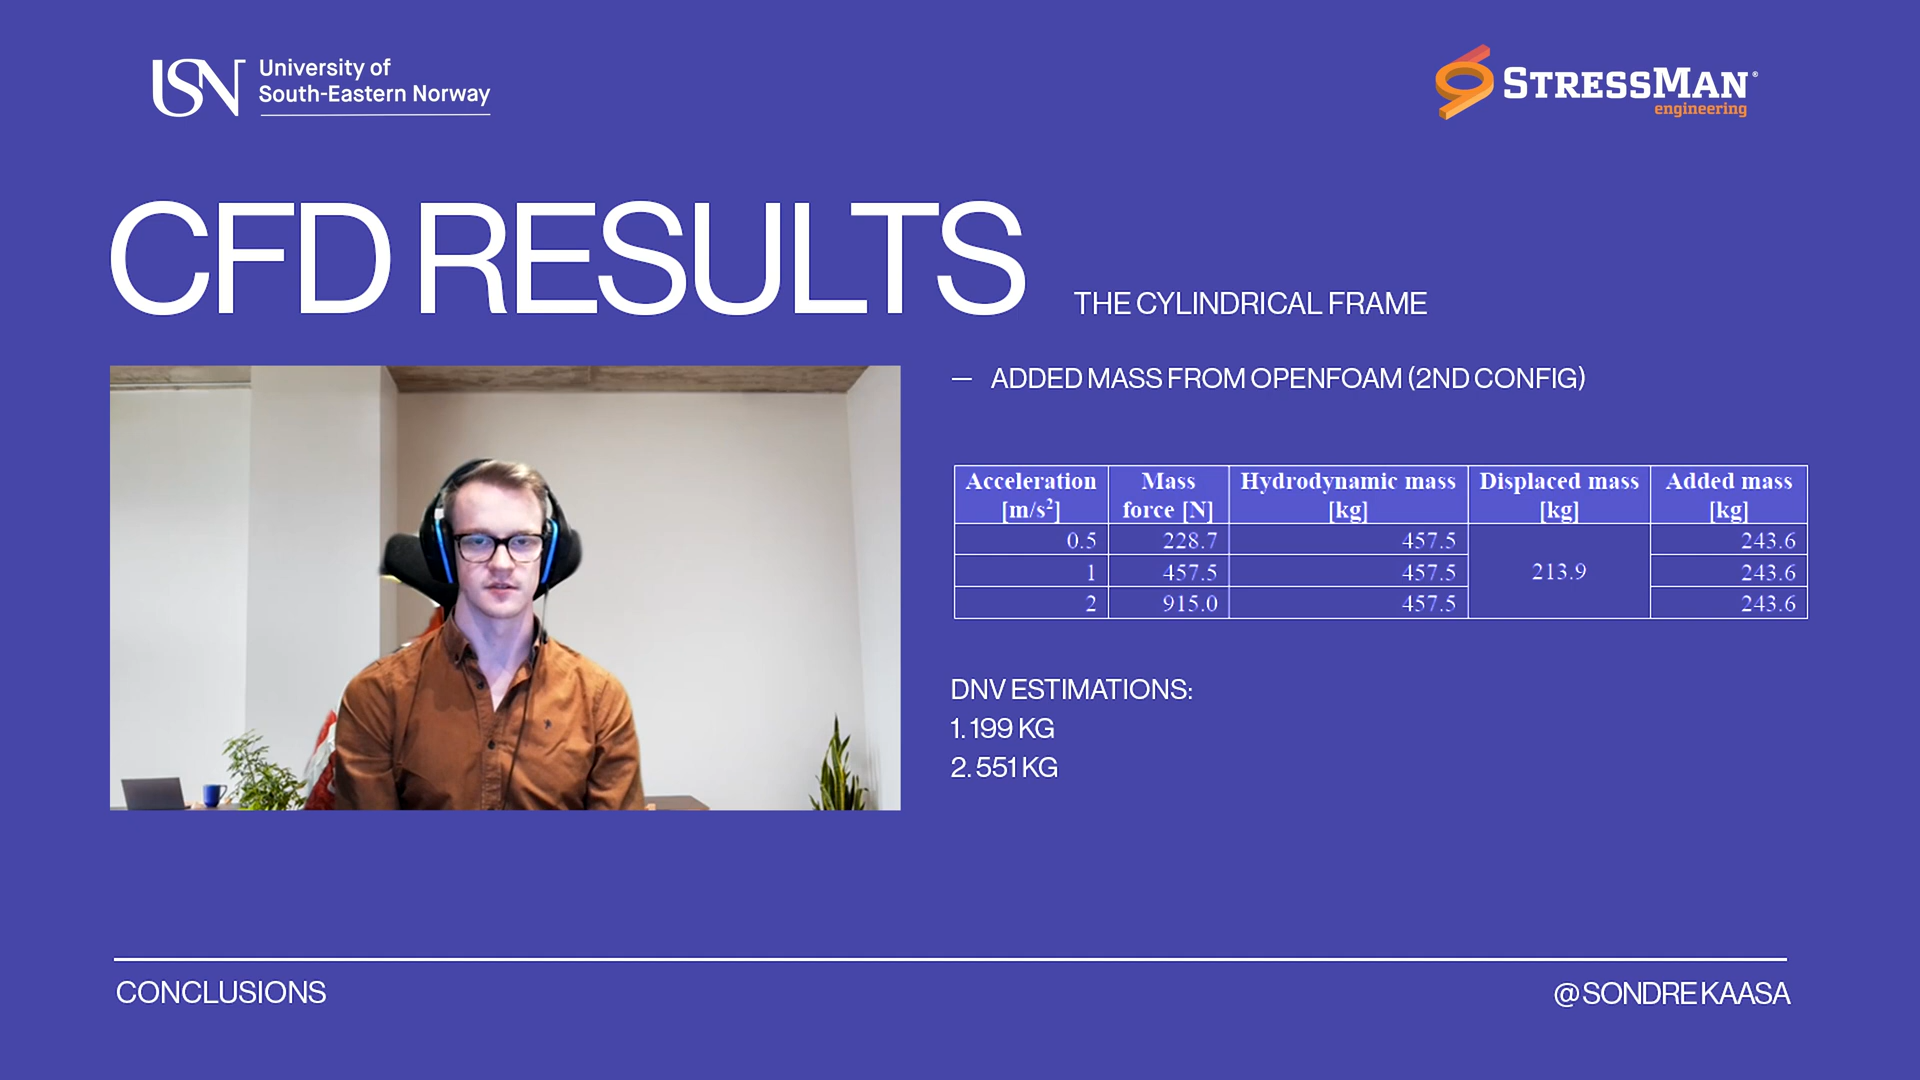 USN University of
South-Eastern Norway
STRESSMAN®
engineering
CFD RESULTS
THE CYLINDRICAL FRAME
— ADDED MASS FROM OPENFOAM (2ND CONFIG)
Acceleration [m/s²] Mass force [N] Hydrodynamic mass [kg] Displaced mass [kg] Added mass [kg]
0.5 228.7 457.5 243.6
1 457.5 457.5 213.9 243.6
2 915.0 457.5 243.6
DNV ESTIMATIONS:
1. 199 KG
2. 551 KG
CONCLUSIONS
@SONDRE KAASA